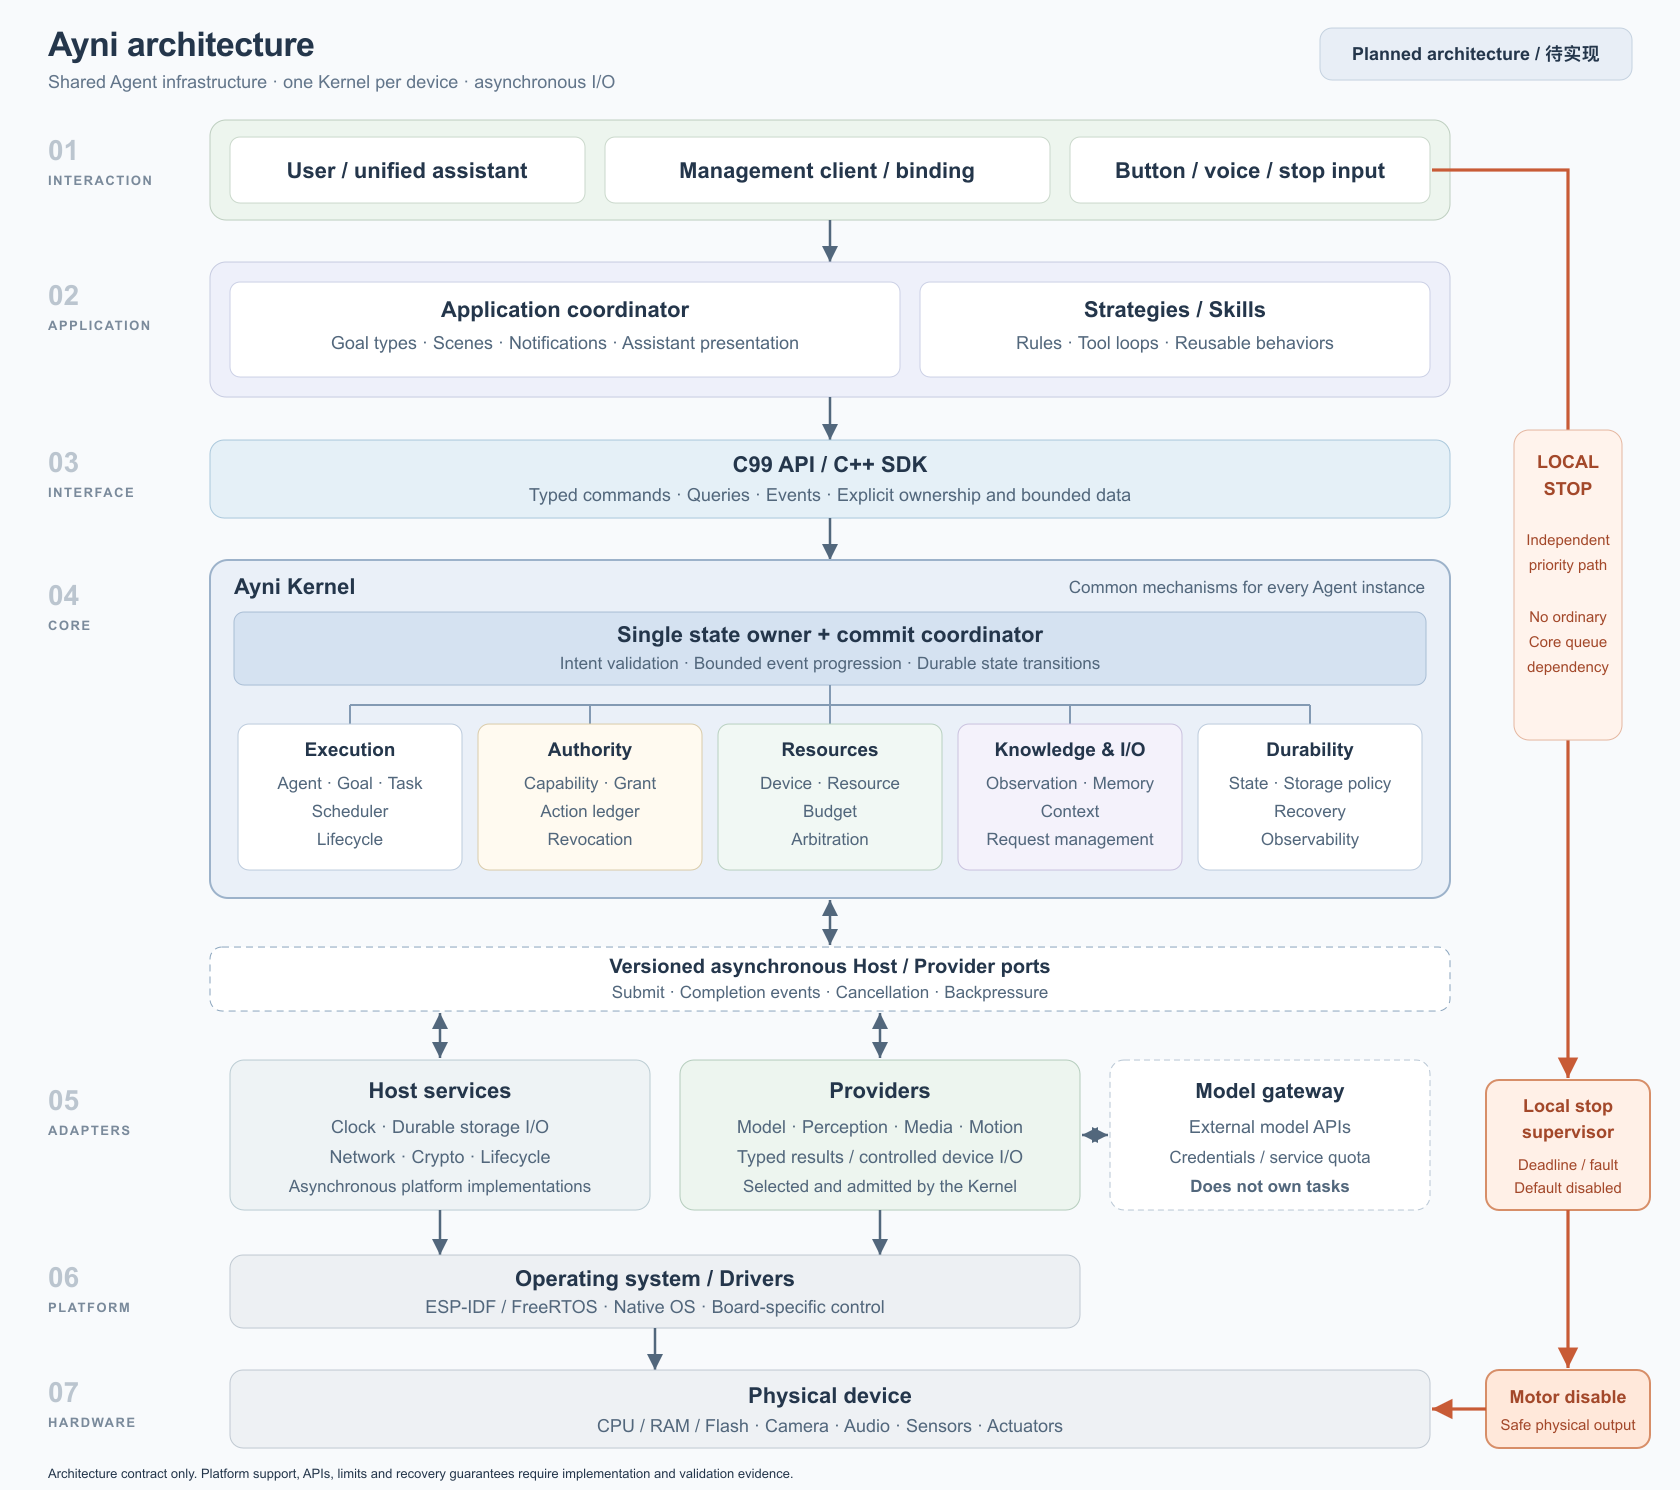 Ayni architecture
Shared Agent infrastructure · one Kernel per device · asynchronous I/O
Planned architecture / 待实现
01
INTERACTION
User / unified assistant
Management client / binding
Button / voice / stop input
02
APPLICATION
Application coordinator
Goal types · Scenes · Notifications · Assistant presentation
Strategies / Skills
Rules · Tool loops · Reusable behaviors
03
INTERFACE
C99 API / C++ SDK
Typed commands · Queries · Events · Explicit ownership and bounded data
LOCAL
STOP
Independent
priority path
No ordinary
Core queue
dependency
04
CORE
Ayni Kernel
Common mechanisms for every Agent instance
Single state owner + commit coordinator
Intent validation · Bounded event progression · Durable state transitions
Execution
Agent · Goal · Task
Scheduler
Lifecycle
Authority
Capability · Grant
Action ledger
Revocation
Resources
Device · Resource
Budget
Arbitration
Knowledge & I/O
Observation · Memory
Context
Request management
Durability
State · Storage policy
Recovery
Observability
Versioned asynchronous Host / Provider ports
Submit · Completion events · Cancellation · Backpressure
05
ADAPTERS
Host services
Clock · Durable storage I/O
Network · Crypto · Lifecycle
Asynchronous platform implementations
Providers
Model · Perception · Media · Motion
Typed results / controlled device I/O
Selected and admitted by the Kernel
Model gateway
External model APIs
Credentials / service quota
Does not own tasks
Local stop
supervisor
Deadline / fault
Default disabled
06
PLATFORM
Operating system / Drivers
ESP-IDF / FreeRTOS · Native OS · Board-specific control
07
HARDWARE
Physical device
CPU / RAM / Flash · Camera · Audio · Sensors · Actuators
Motor disable
Safe physical output
Architecture contract only. Platform support, APIs, limits and recovery guarantees require implementation and validation evidence.